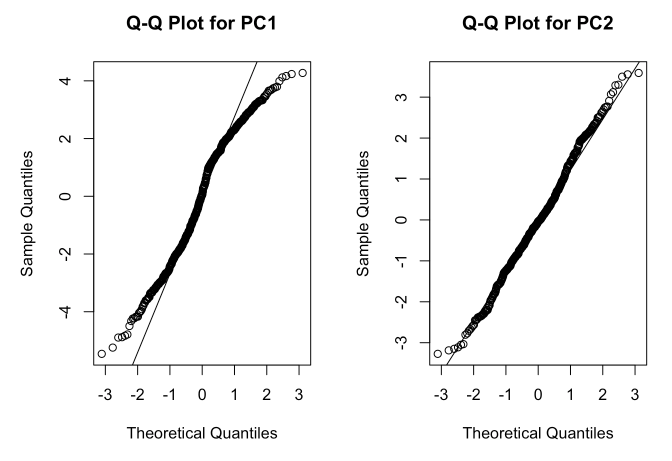 Q-Q Plot for PC1
Sample Quantiles
4
2
0
-2
-4
-3 -2 -1 0 1 2 3
Theoretical Quantiles
Q-Q Plot for PC2
Sample Quantiles
3
2
1
0
-1
-2
-3
-3 -2 -1 0 1 2 3
Theoretical Quantiles